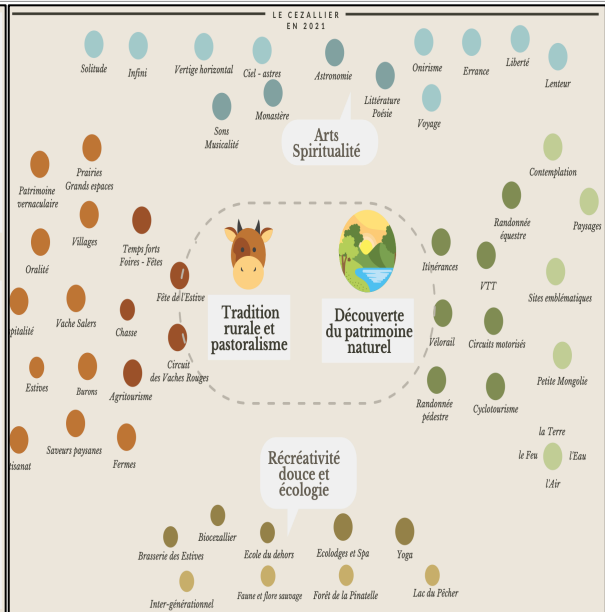 LE CEZALLIER
EN 2021
Solitude
Infini
Vertige horizontal
Ciel - astres
Astronomie
Littérature
Poésie
Onirisme
Errance
Liberté
Lenteur
Sons
Musicalité
Monastère
Voyage
Arts
Spiritualité
Patrimoine
vernaculaire
Prairies
Grands espaces
Contemplation
Randonnée
équestre
Paysages
Oralité
Villages
Temps forts
Foires - Fêtes
Itinérances
VTT
Sites emblématiques
pitalité
Vache Salers
Chasse
Fête de l'Estive
Tradition
rurale et
pastoralisme
Découverte
du patrimoine
naturel
Vélorail
Circuits motorisés
Estives
Burons
Agritourisme
Circuit
des Vaches Rouges
Randonnée
pédestre
Cyclotourisme
Petite Mongolie
tisanat
Saveurs paysanes
Fermes
la Terre
le Feu
l'Eau
l'Air
Récréativité
douce et
écologie
Brasserie des Estives
Biocezallier
Ecole du dehors
Ecolodges et Spa
Yoga
Inter-générationnel
Faune et flore sauvage
Forêt de la Pinatelle
Lac du Pêcher